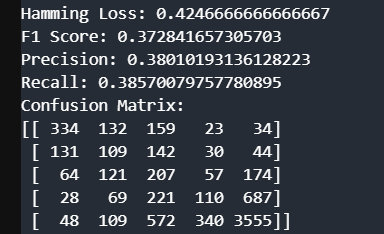 Hamming Loss: 0.4246666666666667
F1 Score: 0.372841657305703
Precision: 0.38010193136128223
Recall: 0.38570079757780895
Confusion Matrix:
[[ 334 132 159 23 34]
[ 131 109 142 30 44]
[ 64 121 207 57 174]
[ 28 69 221 110 687]
[ 48 109 572 340 3555]]